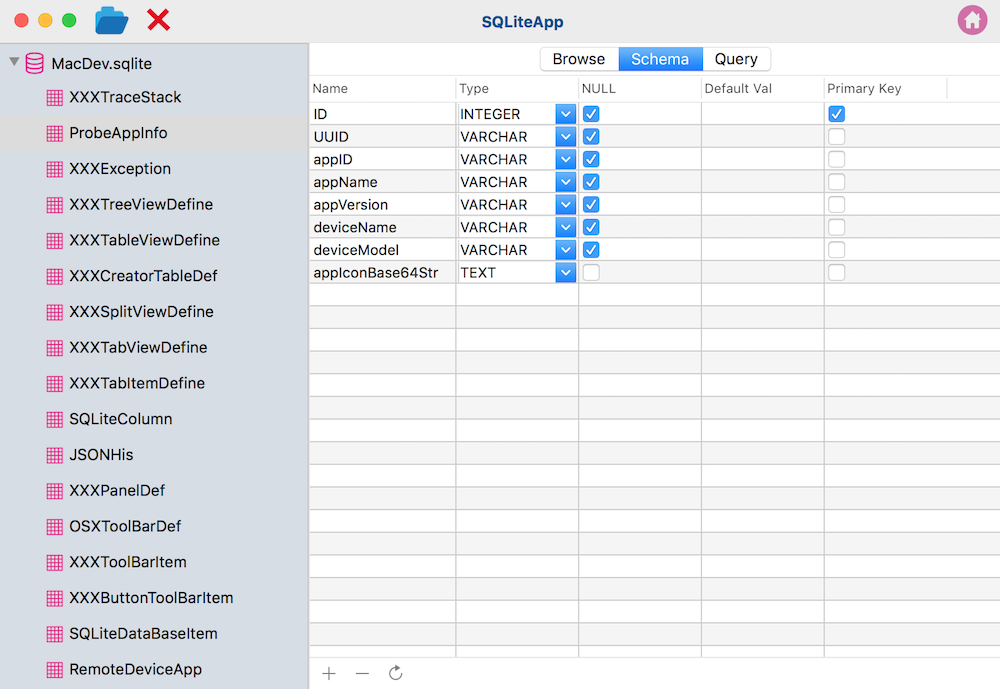 SQLiteApp
MacDev.sqlite
XXXTraceStack
ProbeAppInfo
XXXException
XXXTreeViewDefine
XXXTableViewDefine
XXXCreatorTableDef
XXXSplitViewDefine
XXXTabViewDefine
XXXTabItemDefine
SQLiteColumn
JSONHis
XXXPanelDef
OSXToolBarDef
XXXToolBarItem
XXXButtonToolBarItem
SQLiteDataBaseItem
RemoteDeviceApp
Browse Schema Query
Name Type NULL Default Val Primary Key
ID INTEGER
UUID VARCHAR
appID VARCHAR
appName VARCHAR
appVersion VARCHAR
deviceName VARCHAR
deviceModel VARCHAR
appIconBase64Str TEXT